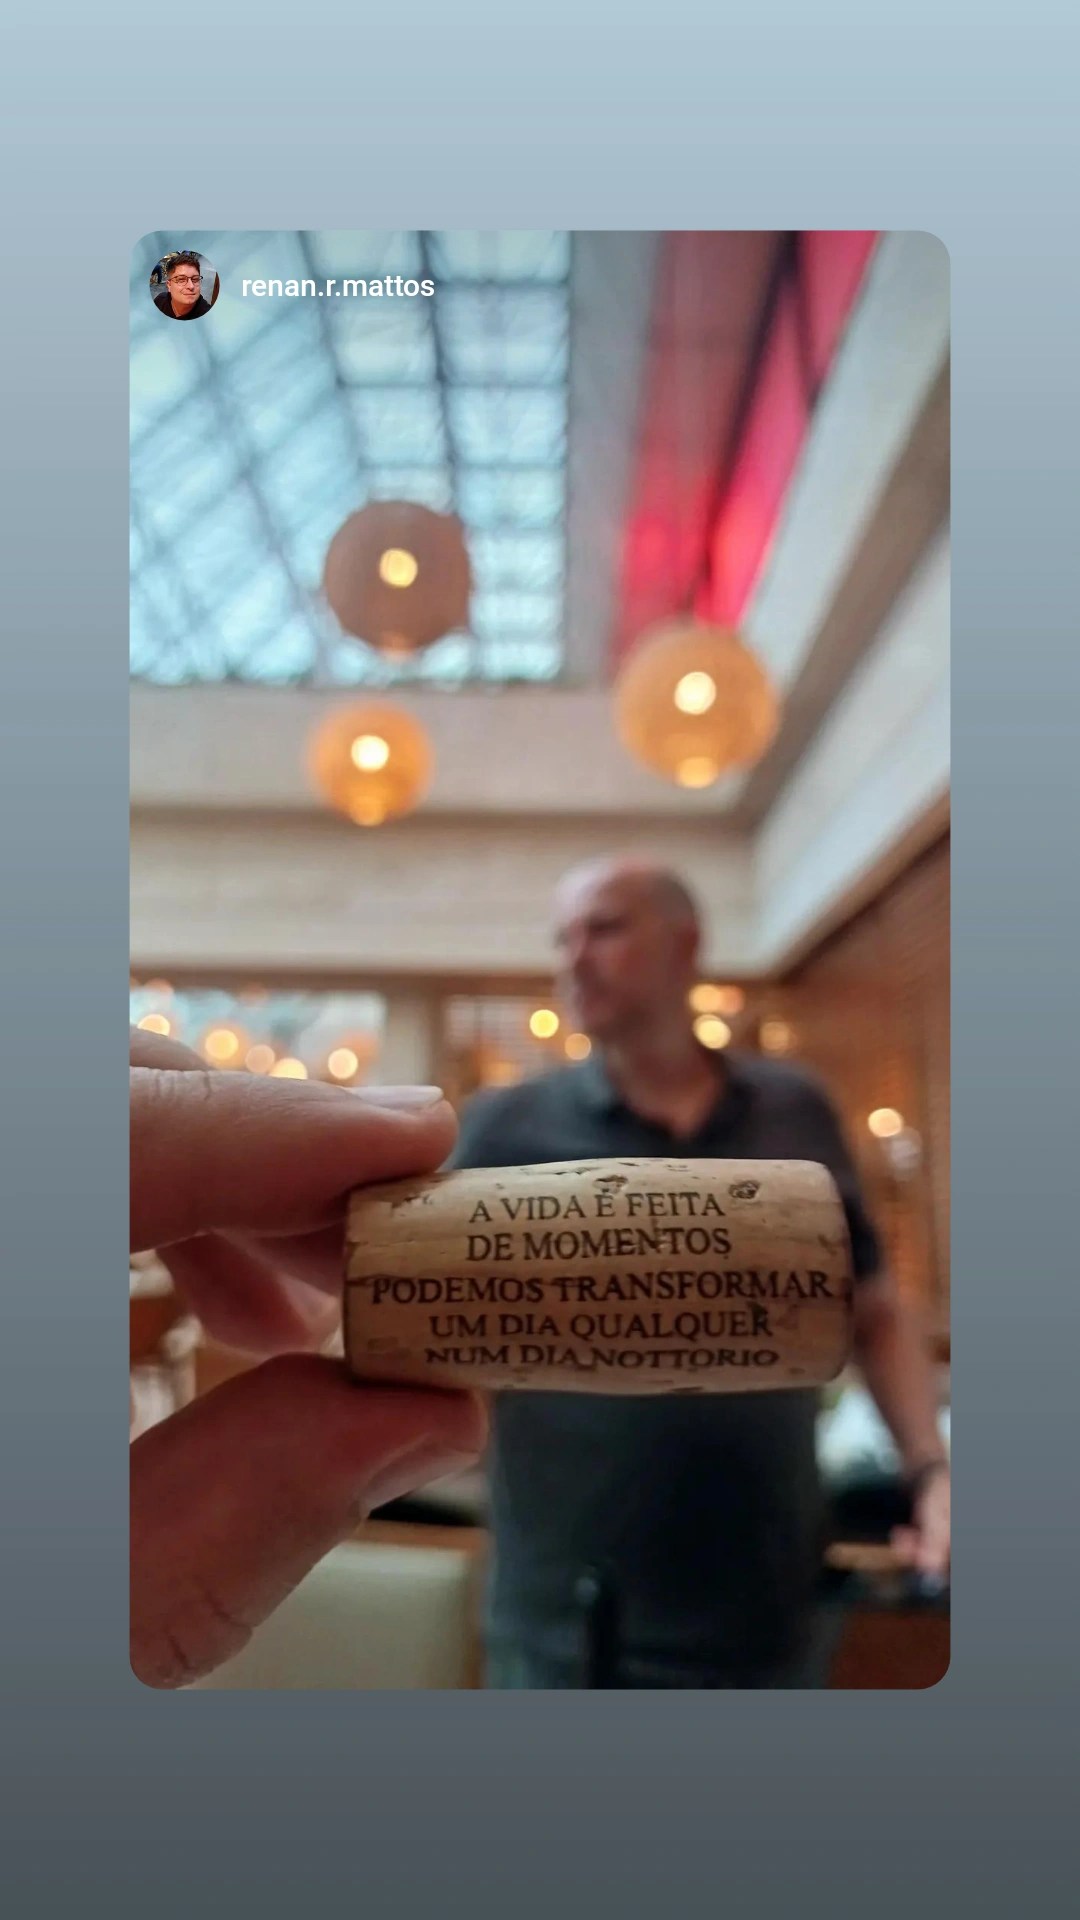 renan.r.mattos
A VIDA É FEITA
DE MOMENTOS
PODEMOS TRANSFORMAR
UM DIA QUALQUER
NUM DIA NOTTORIO